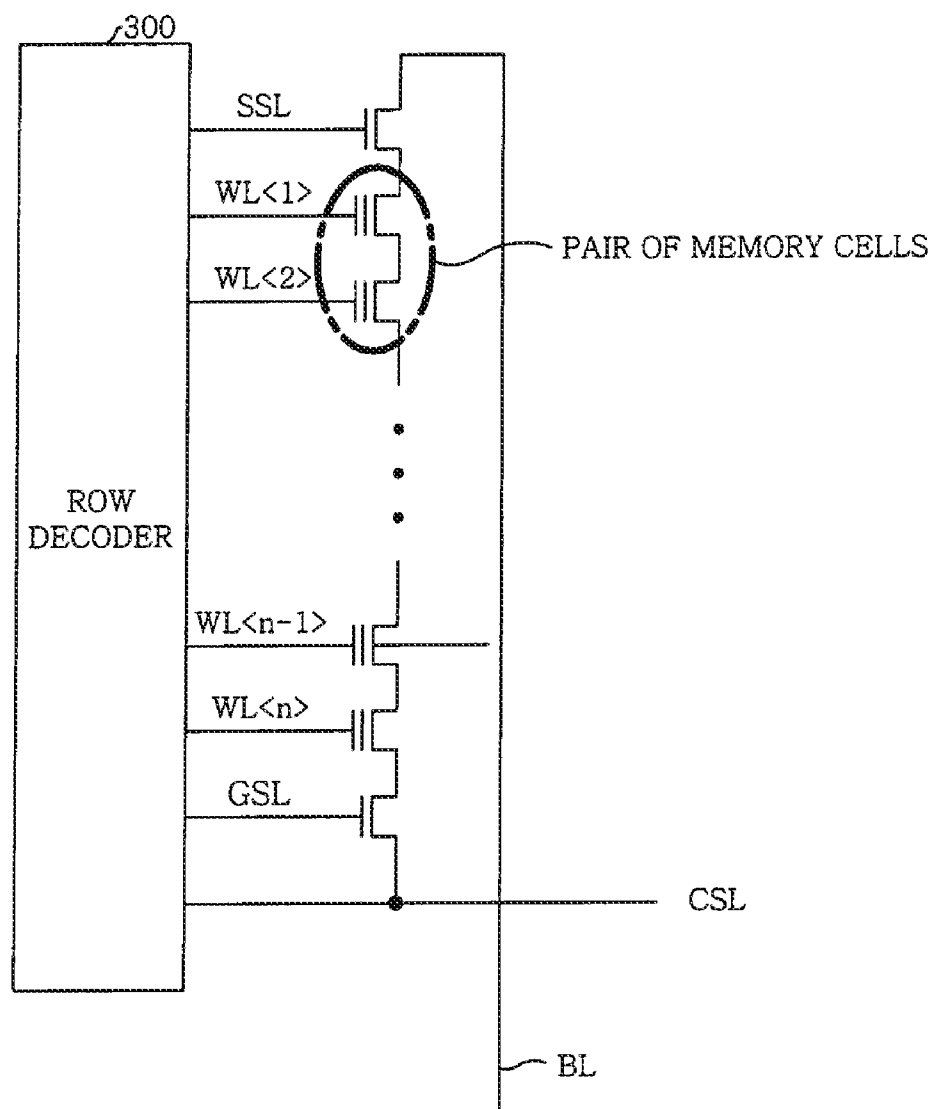 300
SSL
WL<1>
PAIR OF MEMORY CELLS
WL<2>
ROW
DECODER
WL<n-1>
WL<n>
GSL
CSL
BL